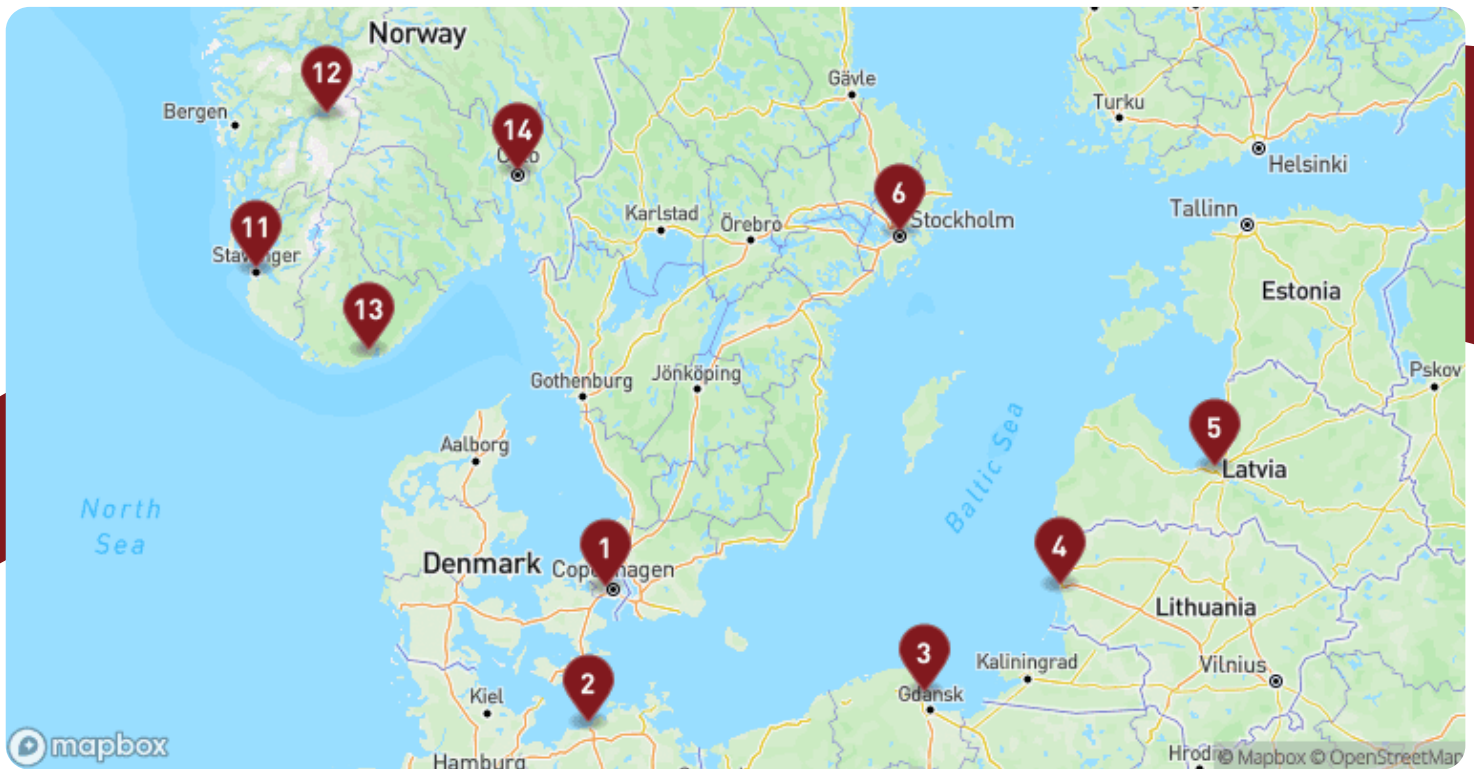 Norway
12
Gävle
Bergen
Turku
14
Helsinki
6
Stockholm
Tallinn
Karlstad
Örebro
11
Estonia
13
Pskov
Jönköping
Gothenburg
5
Latvia
Aalborg
Baltic Sea
North
Sea
1
4
Denmark
Lithuania
3
Kaliningrad
Vilnius
2
Kiel
Gdansk
mapbox
Hamburg
© Mapbox © OpenStreetMap